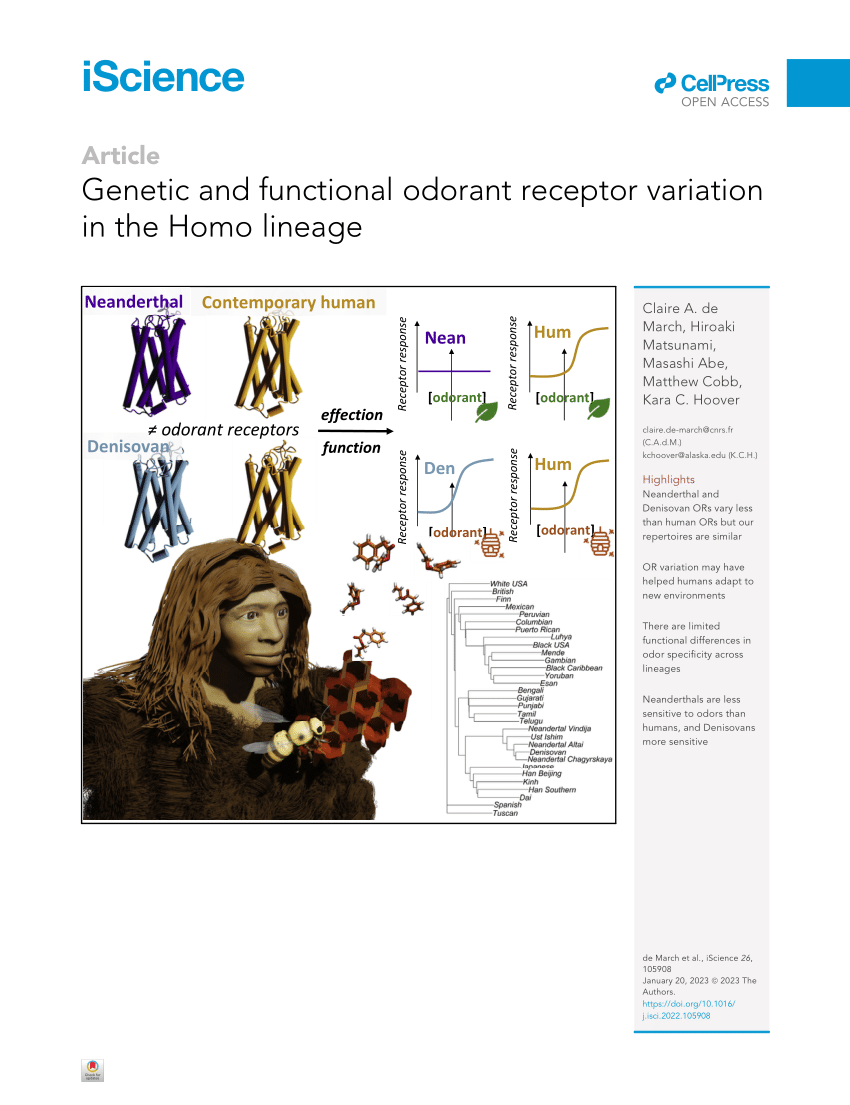 iScience
CellPress
OPEN ACCESS
Article
Genetic and functional odorant receptor variation
in the Homo lineage
Neanderthal
Contemporary human
≠ odorant receptors
Denisovan
effection
function
Receptor response
Nean
[odorant]
Receptor response
Hum
[odorant]
Receptor response
Den
[odorant]
Receptor response
Hum
[odorant]
White USA
British
Finn
Mexican
Peruvian
Columbian
Puerto Rican
Luhya
Black USA
Mende
Gambian
Black Caribbean
Yoruban
Esan
Bengali
Gujarati
Punjabi
Tamil
Telugu
Neandertal Vindija
Ust Ishim
Neandertal Altai
Denisovan
Neandertal Chagyrskaya
Japanese
Han Beijing
Kinh
Han Southern
Dai
Spanish
Tuscan
Claire A. de
March, Hiroaki
Matsunami,
Masashi Abe,
Matthew Cobb,
Kara C. Hoover
claire.de-march@cnrs.fr
(C.A.d.M.)
kchoover@alaska.edu (K.C.H.)
Highlights
Neanderthal and
Denisovan ORs vary less
than human ORs but our
repertoires are similar
OR variation may have
helped humans adapt to
new environments
There are limited
functional differences in
odor specificity across
lineages
Neanderthals are less
sensitive to odors than
humans, and Denisovans
more sensitive
de March et al., iScience 26,
105908
January 20, 2023 © 2023 The
Authors.
https://doi.org/10.1016/
j.isci.2022.105908
Check for
updates